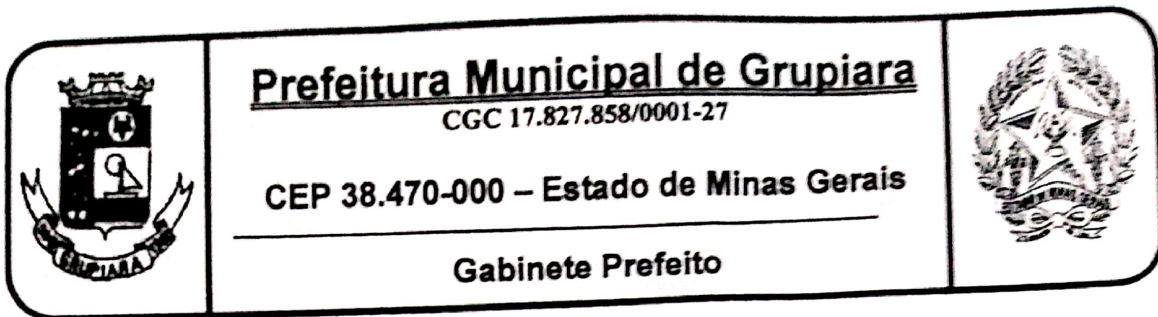 Prefeitura Municipal de Grupiara
CGC 17.827.858/0001-27
CEP 38.470-000 – Estado de Minas Gerais
Gabinete Prefeito
GRUPIARA